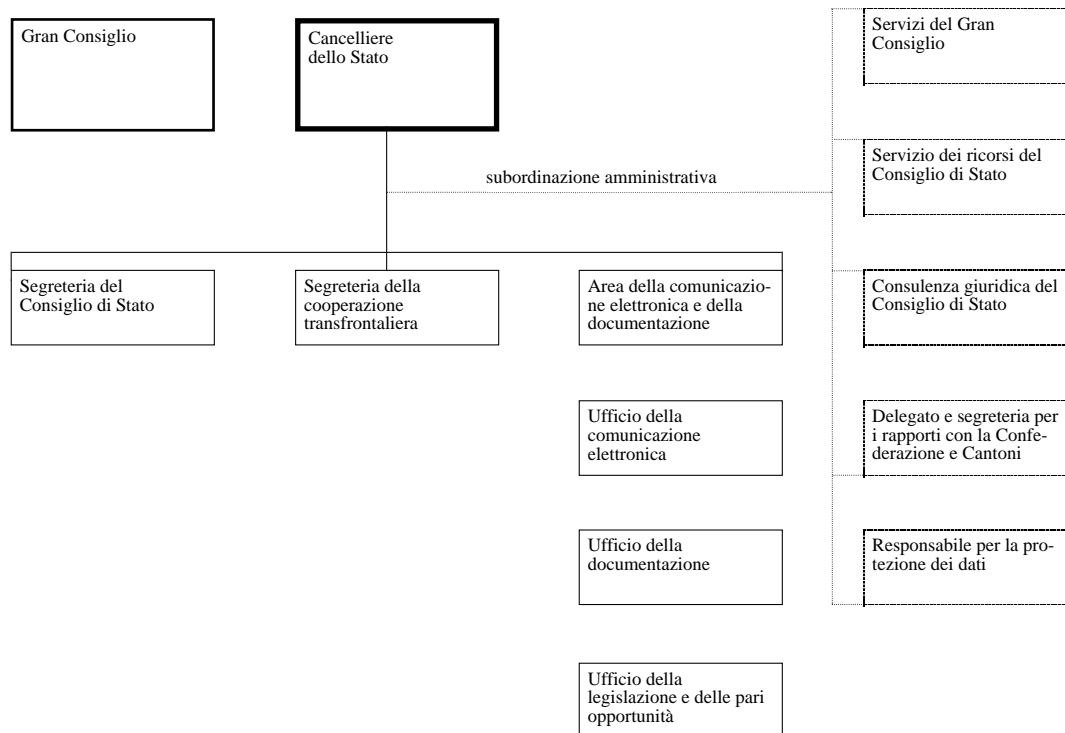 Gran Consiglio
Cancelliere
dello Stato
Servizi del Gran
Consiglio
Servizio dei ricorsi del
Consiglio di Stato
subordinazione amministrativa
Segreteria del
Consiglio di Stato
Segreteria della
cooperazione
transfrontaliera
Area della comunicazio-
ne elettronica e della
documentazione
Consulenza giuridica del
Consiglio di Stato
Ufficio della
comunicazione
elettronica
Delegato e segreteria per
i rapporti con la Confe-
derazione e Cantoni
Ufficio della
documentazione
Responsabile per la pro-
tezione dei dati
Ufficio della
legislazione e delle pari
opportunità